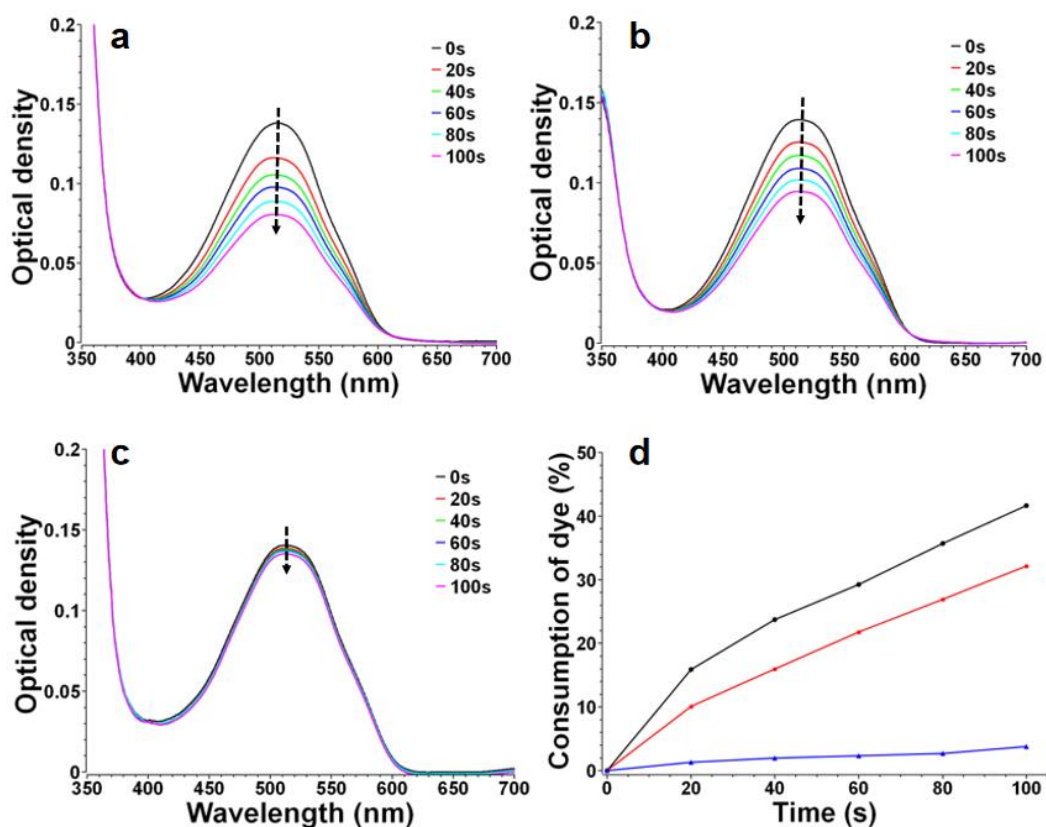 a
0.2
0.15
0.1
0.05
0
Optical density
0s
20s
40s
60s
80s
100s
350 400 450 500 550 600 650 700
Wavelength (nm)
b
0.2
0.15
0.1
0.05
0
Optical density
0s
20s
40s
60s
80s
100s
350 400 450 500 550 600 650 700
Wavelength (nm)
c
0.2
0.15
0.1
0.05
0
Optical density
0s
20s
40s
60s
80s
100s
350 400 450 500 550 600 650 700
Wavelength (nm)
d
50
40
30
20
10
0
Consumption of dye (%)
0 20 40 60 80 100
Time (s)